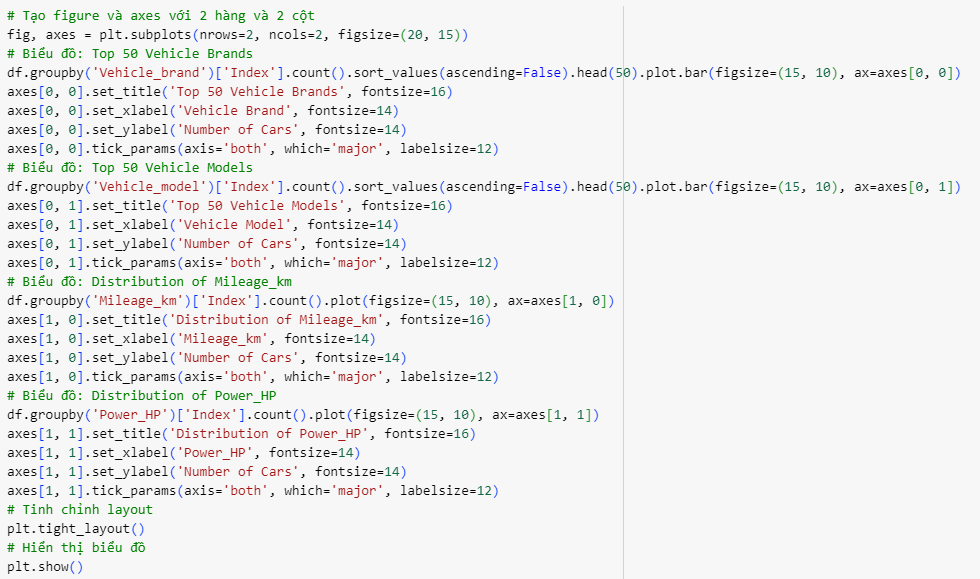 # Tạo figure và axes với 2 hàng và 2 cột
fig, axes = plt.subplots(nrows=2, ncols=2, figsize=(20, 15))
# Biểu đồ: Top 50 Vehicle Brands
df.groupby('Vehicle_brand')['Index'].count().sort_values(ascending=False).head(50).plot.bar(figsize=(15, 10), ax=axes[0, 0])
axes[0, 0].set_title('Top 50 Vehicle Brands', fontsize=16)
axes[0, 0].set_xlabel('Vehicle Brand', fontsize=14)
axes[0, 0].set_ylabel('Number of Cars', fontsize=14)
axes[0, 0].tick_params(axis='both', which='major', labelsize=12)
# Biểu đồ: Top 50 Vehicle Models
df.groupby('Vehicle_model')['Index'].count().sort_values(ascending=False).head(50).plot.bar(figsize=(15, 10), ax=axes[0, 1])
axes[0, 1].set_title('Top 50 Vehicle Models', fontsize=16)
axes[0, 1].set_xlabel('Vehicle Model', fontsize=14)
axes[0, 1].set_ylabel('Number of Cars', fontsize=14)
axes[0, 1].tick_params(axis='both', which='major', labelsize=12)
# Biểu đồ: Distribution of Mileage_km
df.groupby('Mileage_km')['Index'].count().plot(figsize=(15, 10), ax=axes[1, 0])
axes[1, 0].set_title('Distribution of Mileage_km', fontsize=16)
axes[1, 0].set_xlabel('Mileage_km', fontsize=14)
axes[1, 0].set_ylabel('Number of Cars', fontsize=14)
axes[1, 0].tick_params(axis='both', which='major', labelsize=12)
# Biểu đồ: Distribution of Power_HP
df.groupby('Power_HP')['Index'].count().plot(figsize=(15, 10), ax=axes[1, 1])
axes[1, 1].set_title('Distribution of Power_HP', fontsize=16)
axes[1, 1].set_xlabel('Power_HP', fontsize=14)
axes[1, 1].set_ylabel('Number of Cars', fontsize=14)
axes[1, 1].tick_params(axis='both', which='major', labelsize=12)
# Tinh chỉnh layout
plt.tight_layout()
# Hiển thị biểu đồ
plt.show()